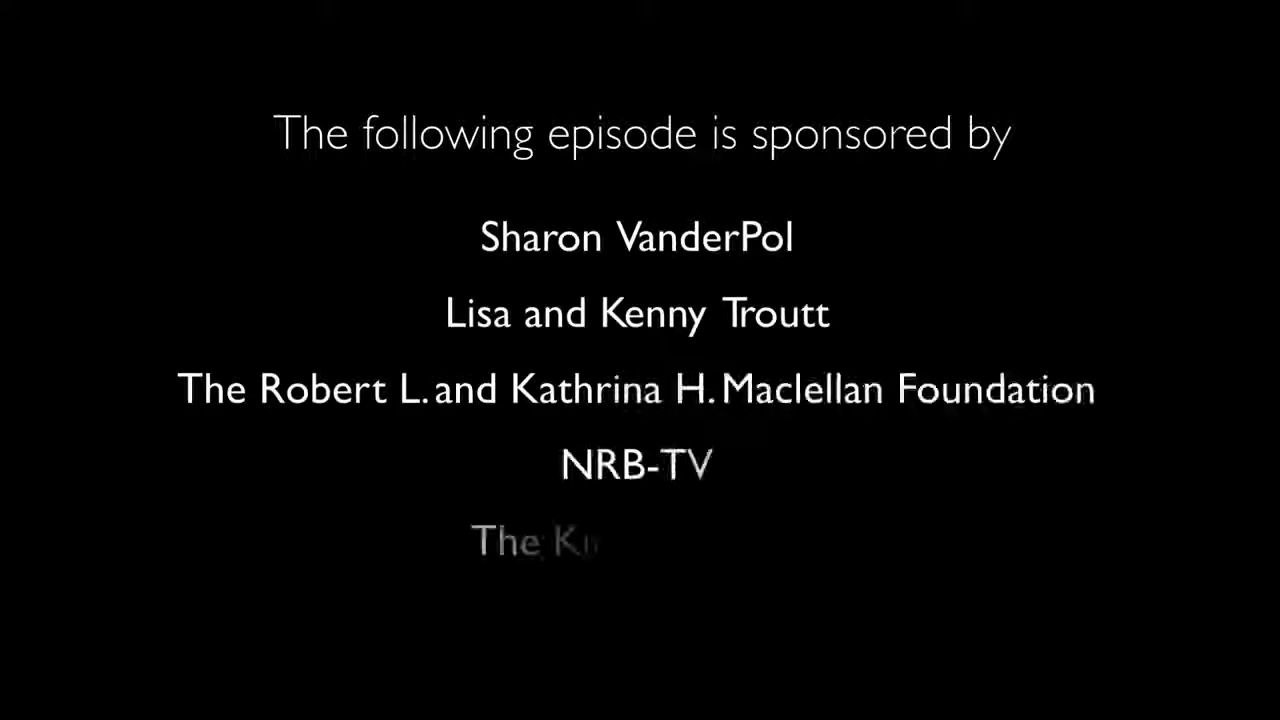 The following episode is sponsored by
Sharon VanderPol
Lisa and Kenny Troutt
The Robert L. and Kathrina H. Maclellan Foundation
NRB-TV
The